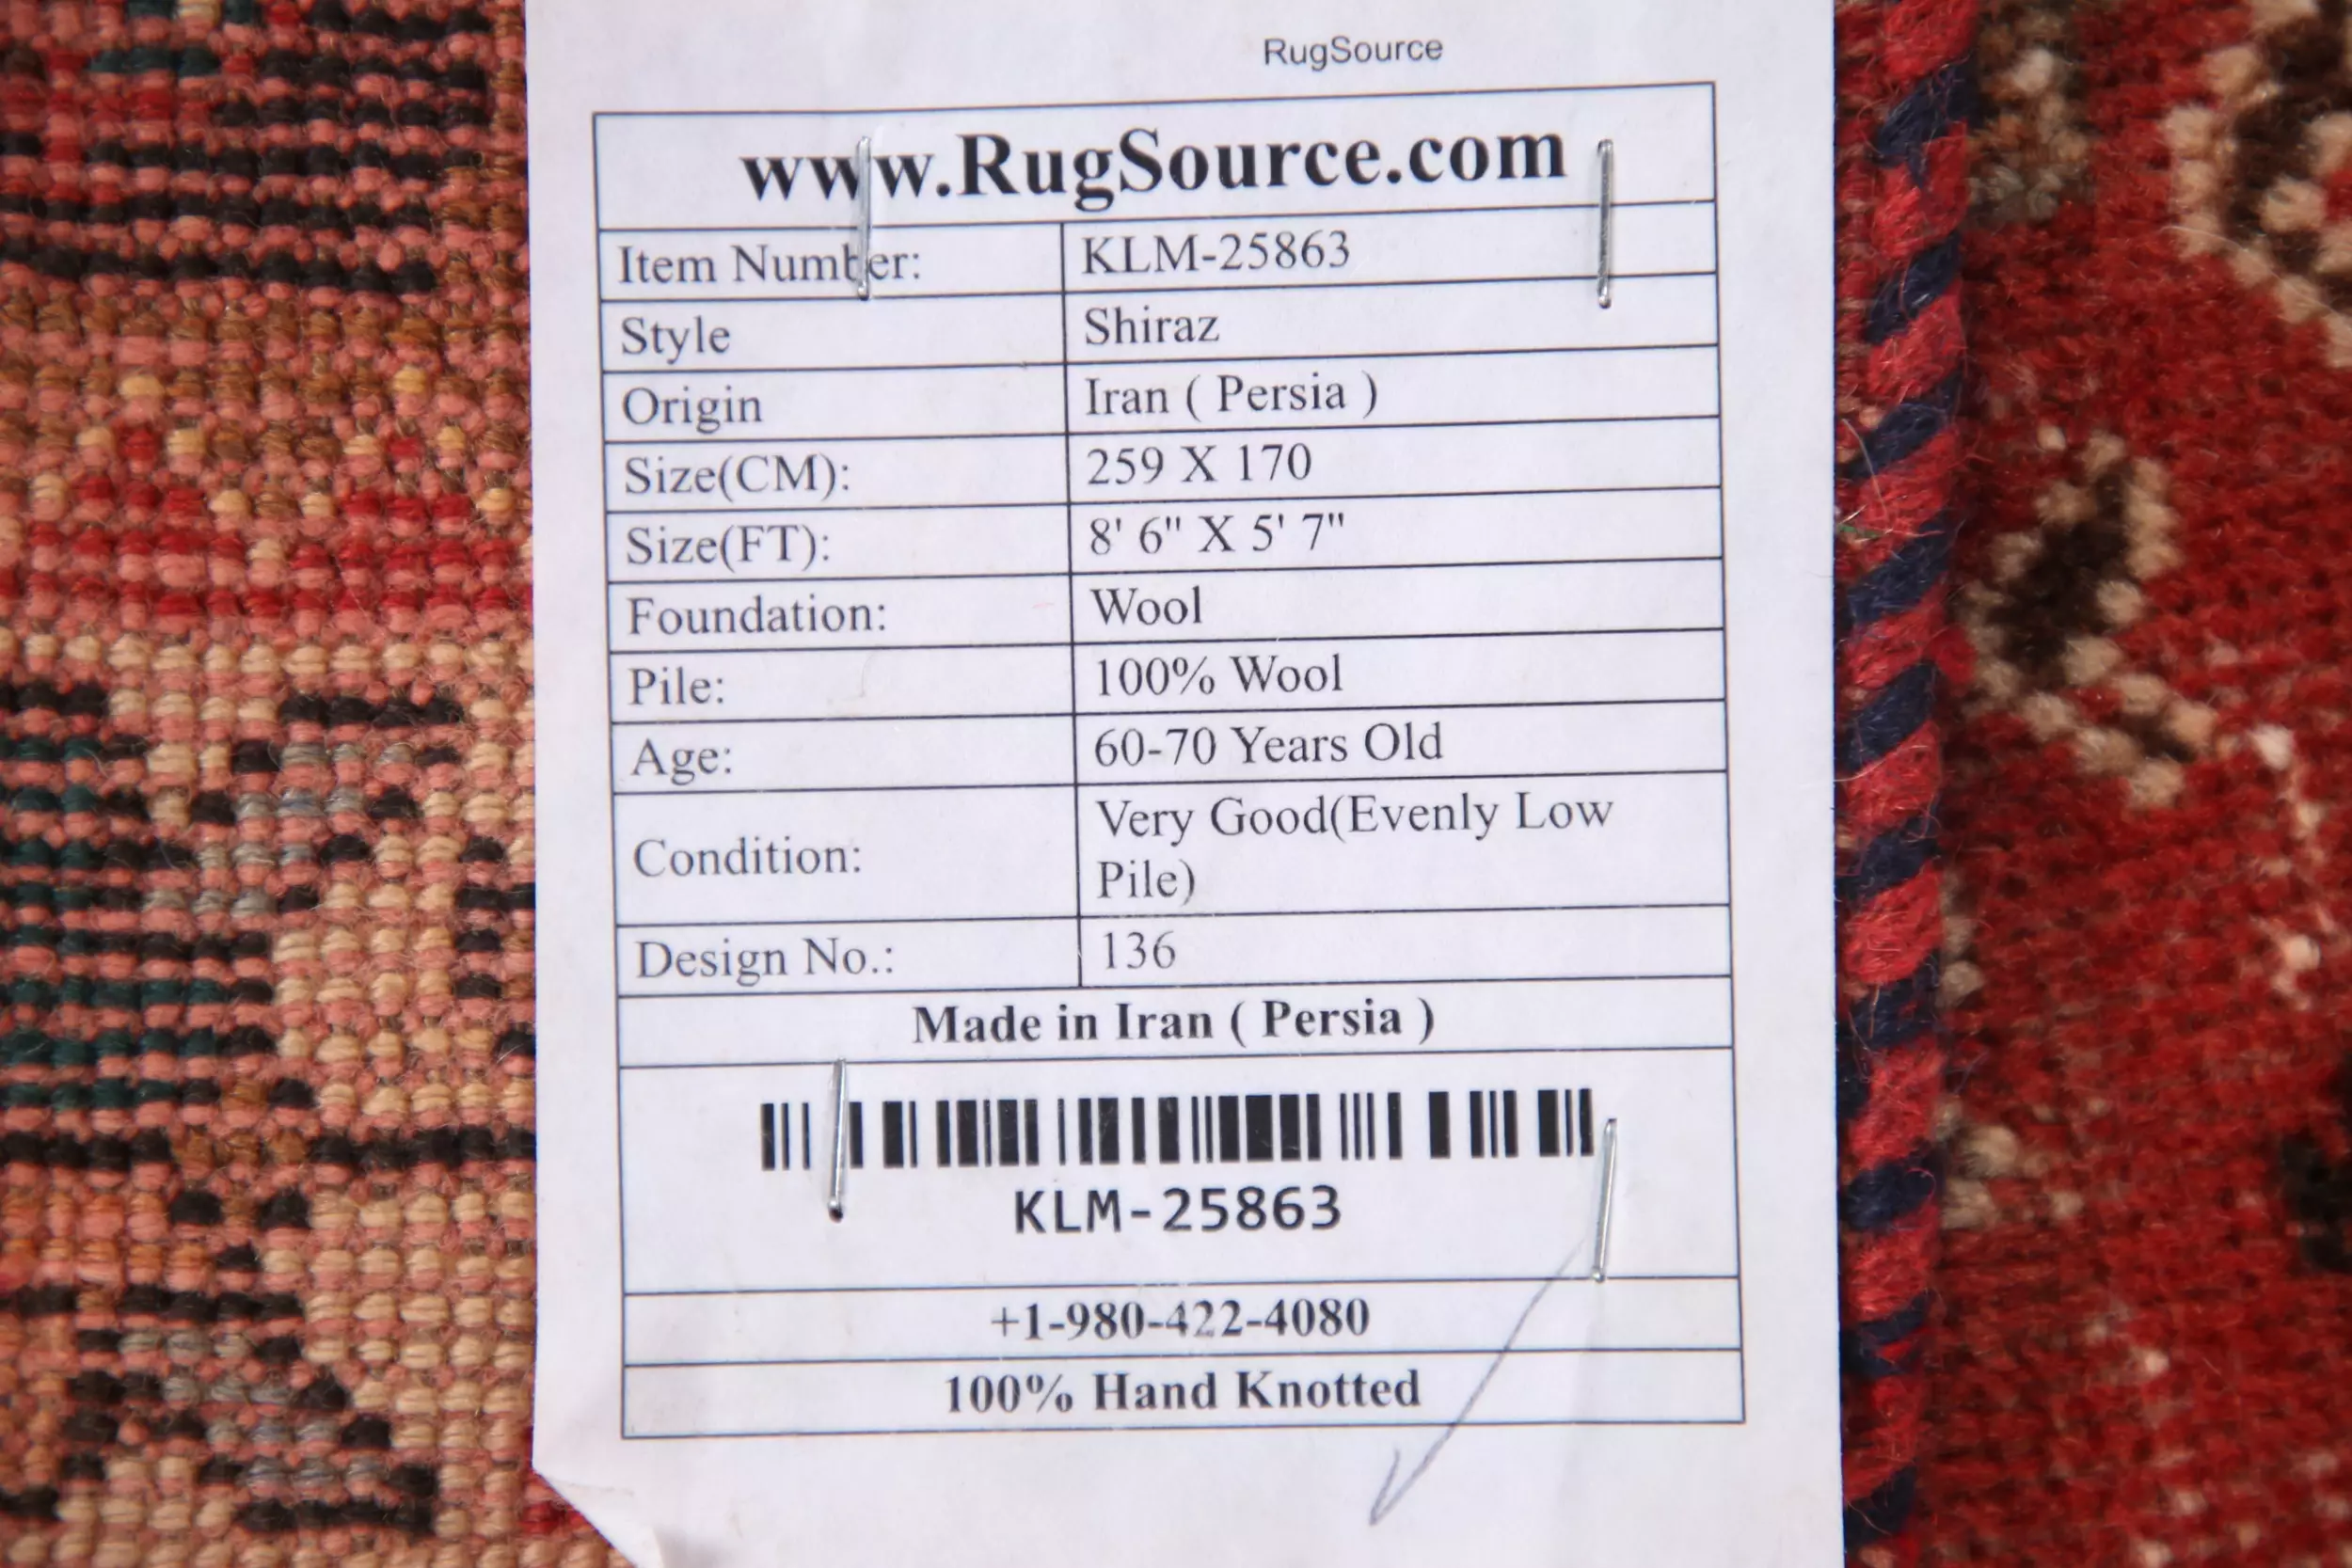 RugSource
www.RugSource.com
Item Number: KLM-25863
Style Shiraz
Origin Iran ( Persia )
Size(CM): 259 X 170
Size(FT): 8' 6" X 5' 7"
Foundation: Wool
Pile: 100% Wool
Age: 60-70 Years Old
Condition: Very Good(Evenly Low
Pile)
Design No.: 136
Made in Iran ( Persia )
KLM-25863
+1-980-422-4080
100% Hand Knotted